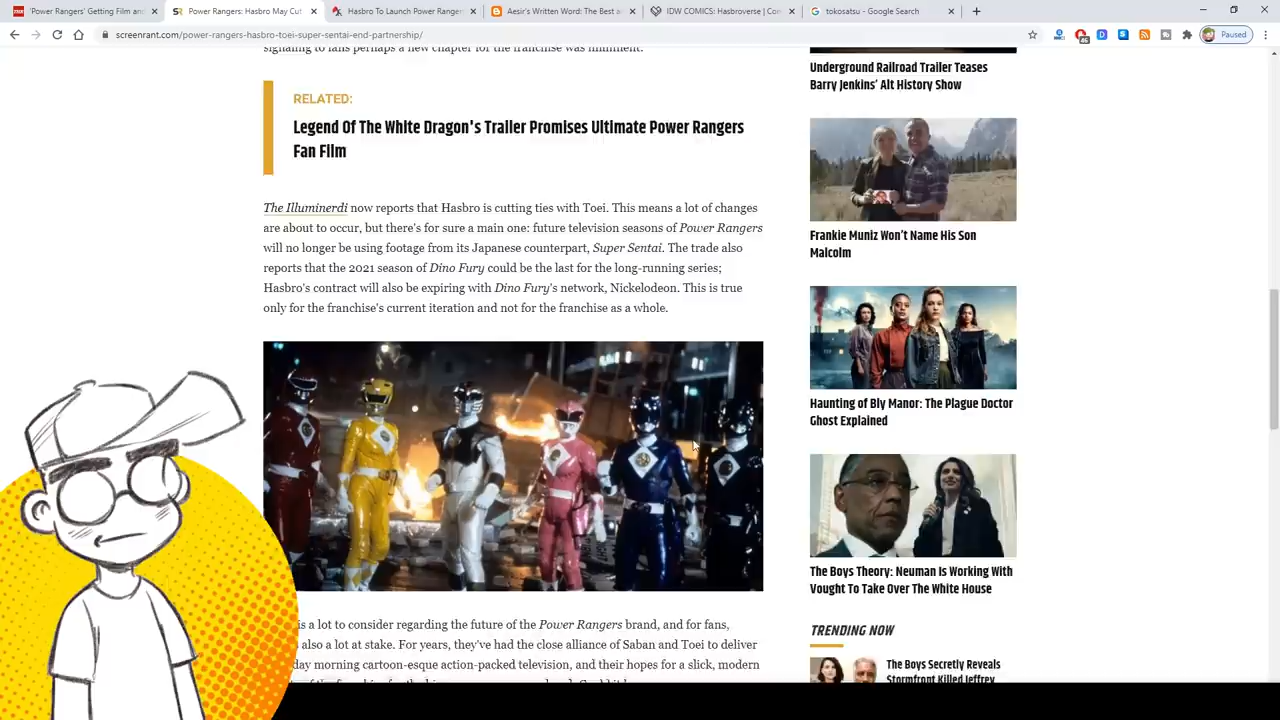 'Power Rangers' Getting Film and
Power Rangers: Hasbro May Cut
Hasbro To Launch Power Ranger
Aesir's Written Word: The Best a
IDW COMICS: Hasbroverse | Com
tokosatsu - Google Search
screenrant.com/power-rangers-hasbro-toei-super-sentai-end-partnership/
46
Paused
signaling to fans perhaps a new chapter for the franchise was imminent.
RELATED:
Legend Of The White Dragon's Trailer Promises Ultimate Power Rangers
Fan Film
The Illuminerdi now reports that Hasbro is cutting ties with Toei. This means a lot of changes
are about to occur, but there's for sure a main one: future television seasons of Power Rangers
will no longer be using footage from its Japanese counterpart, Super Sentai. The trade also
reports that the 2021 season of Dino Fury could be the last for the long-running series;
Hasbro's contract will also be expiring with Dino Fury's network, Nickelodeon. This is true
only for the franchise's current iteration and not for the franchise as a whole.
is a lot to consider regarding the future of the Power Rangers brand, and for fans,
also a lot at stake. For years, they've had the close alliance of Saban and Toei to deliver
day morning cartoon-esque action-packed television, and their hopes for a slick, modern
Underground Railroad Trailer Teases
Barry Jenkins' Alt History Show
Frankie Muniz Won't Name His Son
Malcolm
Haunting of Bly Manor: The Plague Doctor
Ghost Explained
The Boys Theory: Neuman Is Working With
Vought To Take Over The White House
TRENDING NOW
The Boys Secretly Reveals
Stormfront Killed Jeffrey